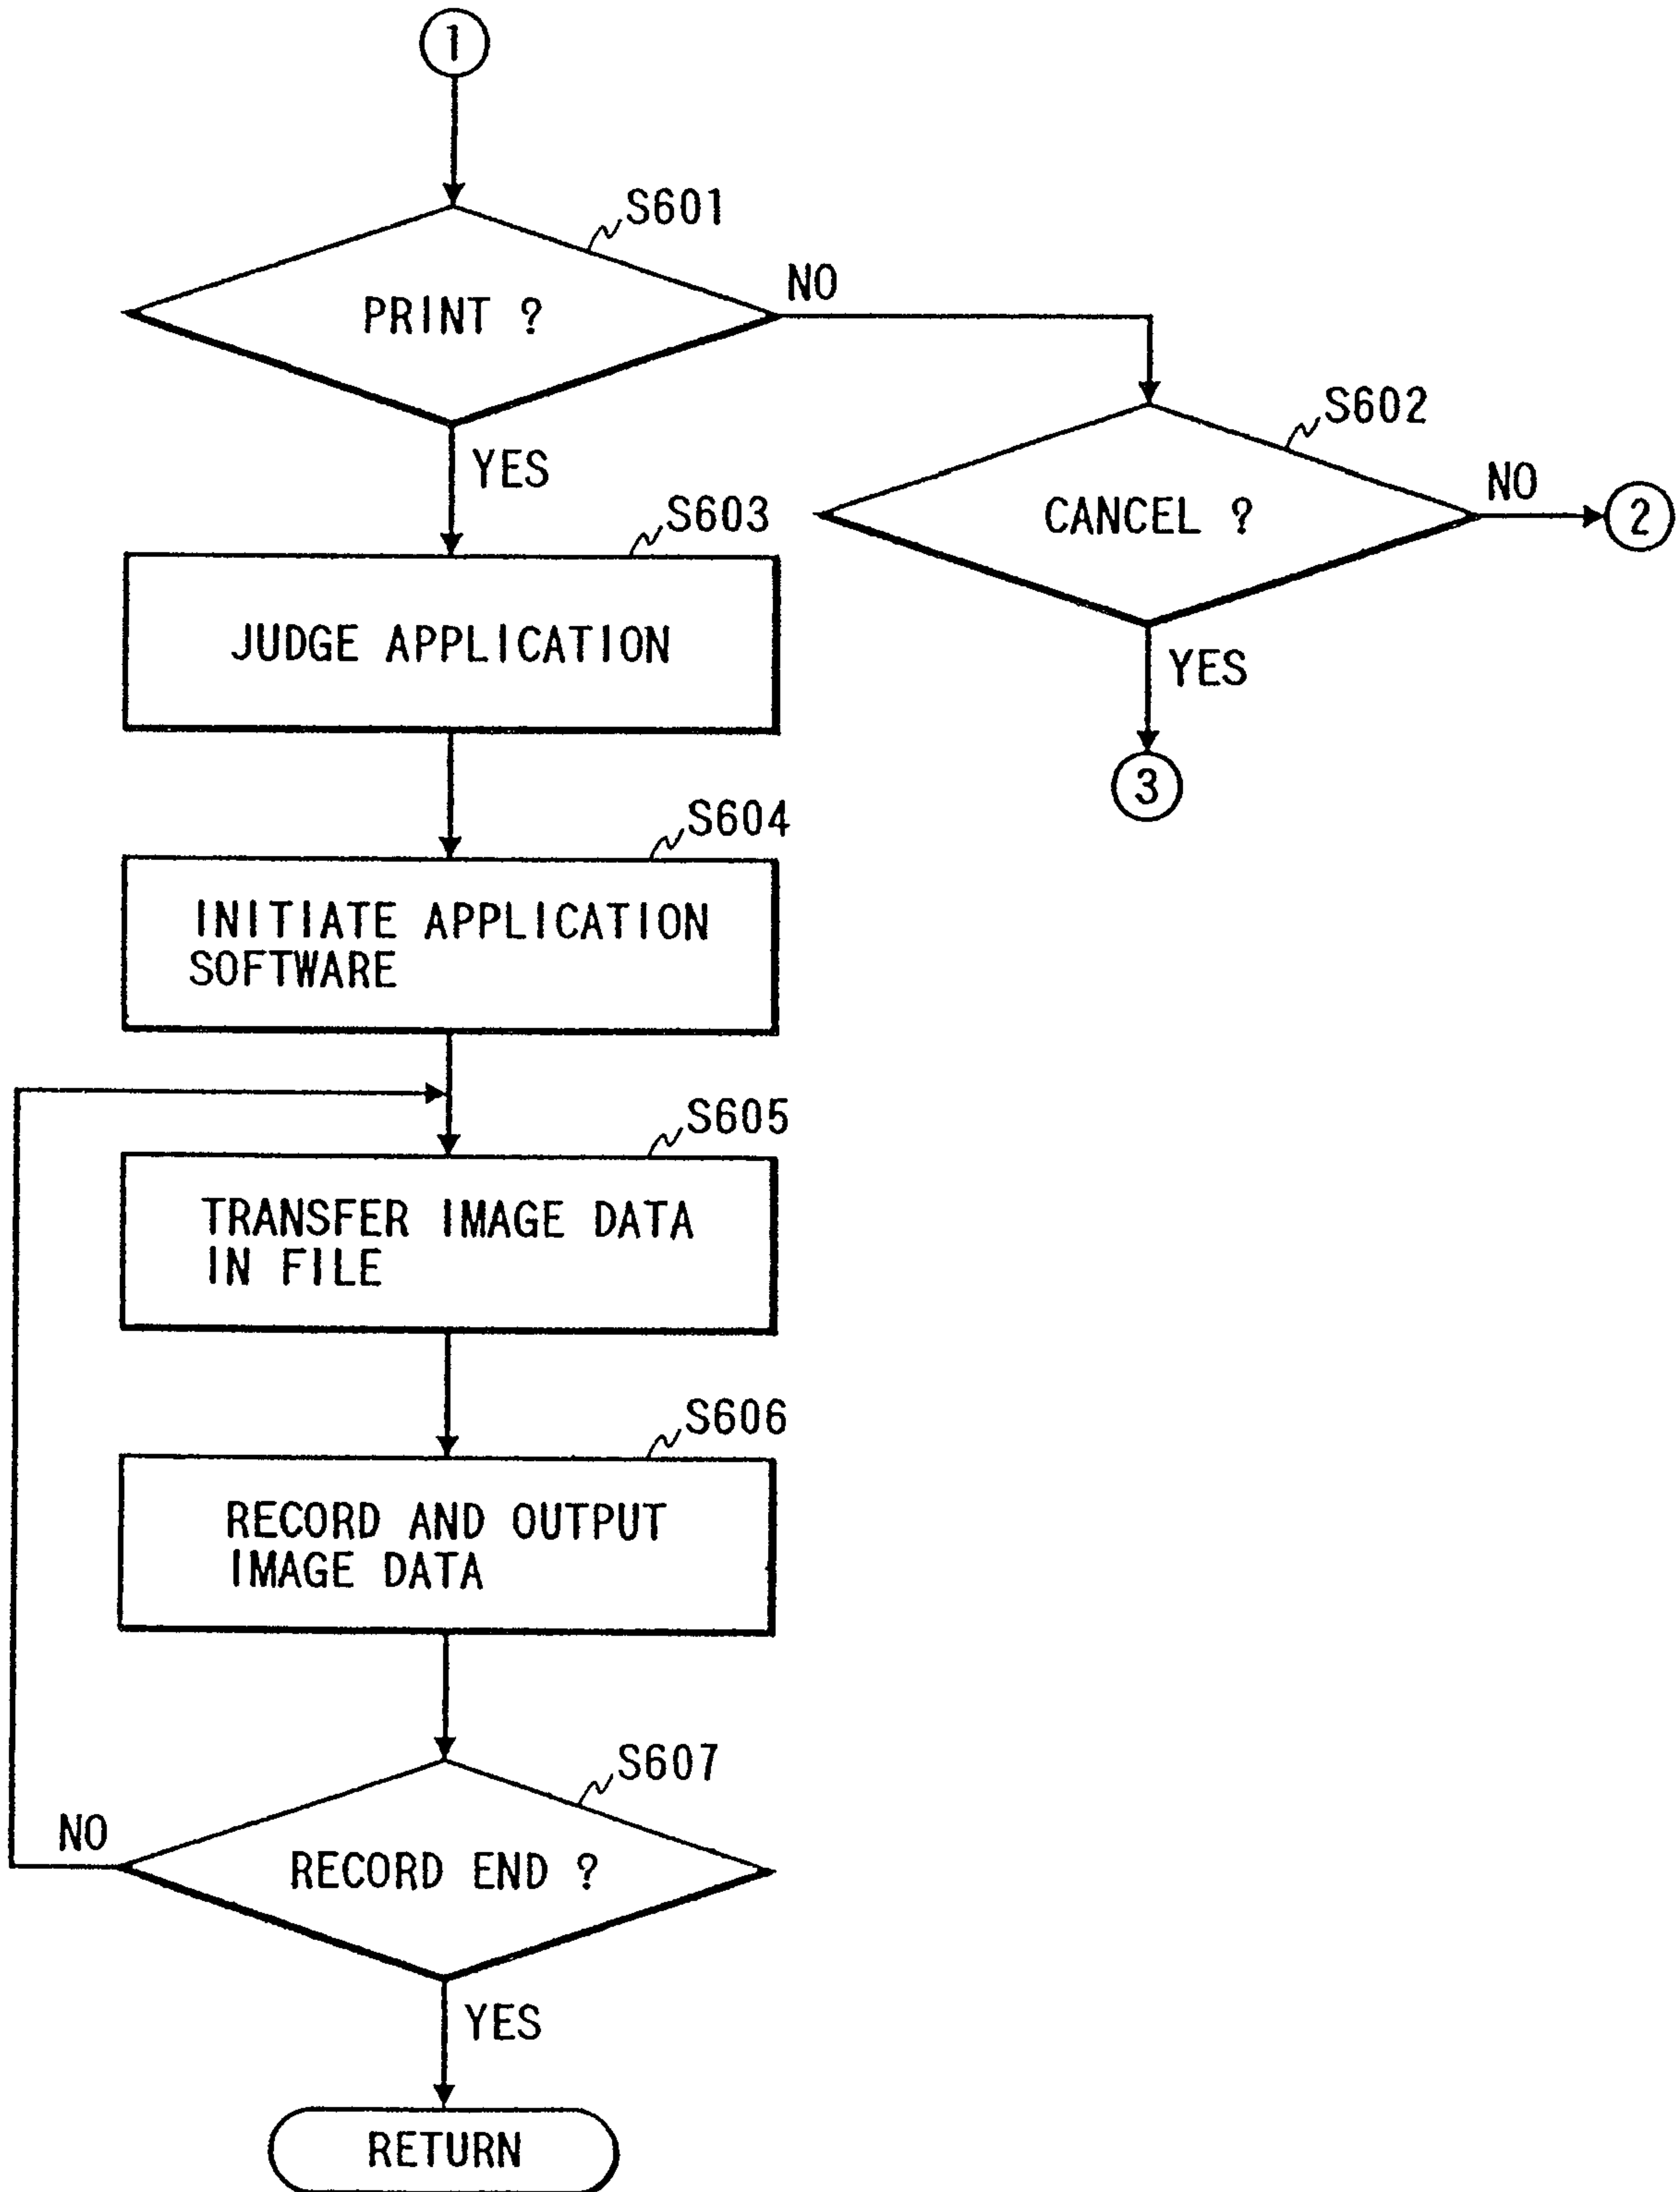 1
S601
PRINT ?
NO
YES
S602
CANCEL ?
NO
2
YES
3
S603
JUDGE APPLICATION
S604
INITIATE APPLICATION
SOFTWARE
S605
TRANSFER IMAGE DATA
IN FILE
S606
RECORD AND OUTPUT
IMAGE DATA
S607
RECORD END ?
NO
YES
RETURN